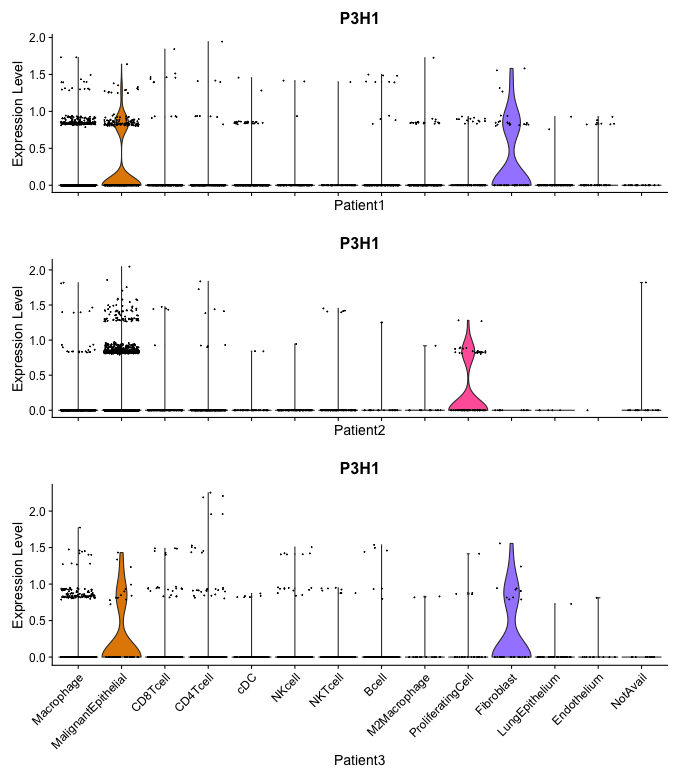 P3H1
Expression Level
2.0
1.5
1.0
0.5
0.0
Patient1
P3H1
Expression Level
2.0
1.5
1.0
0.5
0.0
Patient2
P3H1
Expression Level
2.0
1.5
1.0
0.5
0.0
Macrophage
MalignantEpithelial
CD8Tcell
CD4Tcell
cDC
NKcell
NKTcell
Bcell
M2Macrophage
ProliferatingCell
Fibroblast
LungEpithelium
Endothelium
NotAvail
Patient3